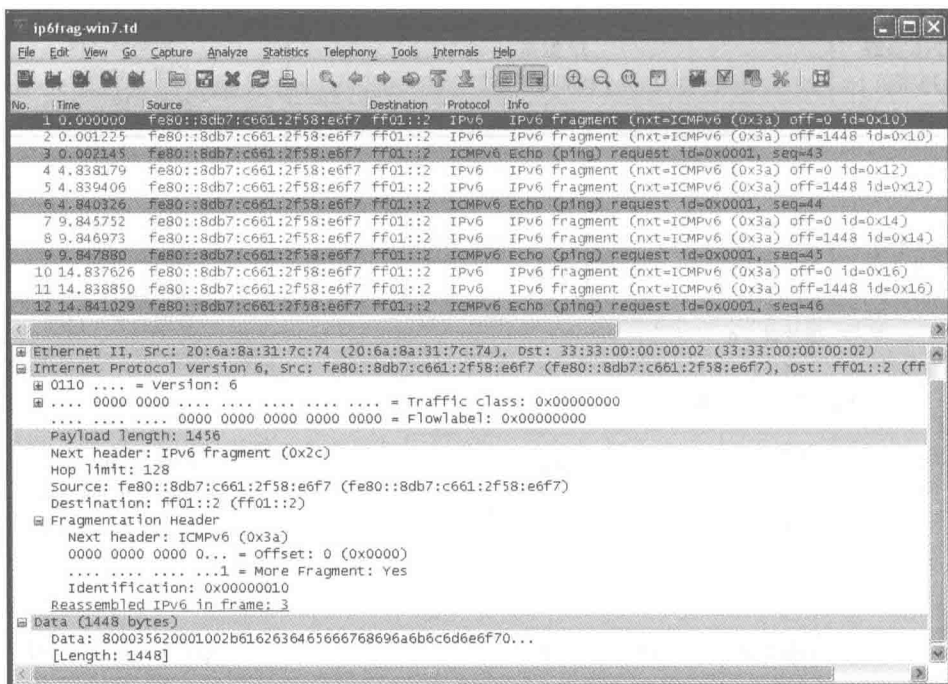 ip6frag-win7.td
File Edit View Go Capture Analyze Statistics Telephony Tools Internals Help
No. Time Source Destination Protocol Info
1 0.000000 fe80::8db7:c661:2f58:e6f7 ff01::2 IPv6 IPv6 fragment (nxt=ICMPv6 (0x3a) off=0 id=0x10)
2 0.001225 fe80::8db7:c661:2f58:e6f7 ff01::2 IPv6 IPv6 fragment (nxt=ICMPv6 (0x3a) off=1448 id=0x10)
3 0.002145 fe80::8db7:c661:2f58:e6f7 ff01::2 ICMPv6 Echo (ping) request id=0x0001, seq=43
4 4.838179 fe80::8db7:c661:2f58:e6f7 ff01::2 IPv6 IPv6 fragment (nxt=ICMPv6 (0x3a) off=0 id=0x12)
5 4.839406 fe80::8db7:c661:2f58:e6f7 ff01::2 IPv6 IPv6 fragment (nxt=ICMPv6 (0x3a) off=1448 id=0x12)
6 4.840326 fe80::8db7:c661:2f58:e6f7 ff01::2 ICMPv6 Echo (ping) request id=0x0001, seq=44
7 9.845752 fe80::8db7:c661:2f58:e6f7 ff01::2 IPv6 IPv6 fragment (nxt=ICMPv6 (0x3a) off=0 id=0x14)
8 9.846973 fe80::8db7:c661:2f58:e6f7 ff01::2 IPv6 IPv6 fragment (nxt=ICMPv6 (0x3a) off=1448 id=0x14)
9 9.847880 fe80::8db7:c661:2f58:e6f7 ff01::2 ICMPv6 Echo (ping) request id=0x0001, seq=45
10 14.837626 fe80::8db7:c661:2f58:e6f7 ff01::2 IPv6 IPv6 fragment (nxt=ICMPv6 (0x3a) off=0 id=0x16)
11 14.838850 fe80::8db7:c661:2f58:e6f7 ff01::2 IPv6 IPv6 fragment (nxt=ICMPv6 (0x3a) off=1448 id=0x16)
12 14.841029 fe80::8db7:c661:2f58:e6f7 ff01::2 ICMPv6 Echo (ping) request id=0x0001, seq=46
Ethernet II, Src: 20:6a:8a:31:7c:74 (20:6a:8a:31:7c:74), Dst: 33:33:00:00:00:02 (33:33:00:00:00:02)
Internet Protocol Version 6, Src: fe80::8db7:c661:2f58:e6f7 (fe80::8db7:c661:2f58:e6f7), Dst: ff01::2 (ff
0110 .... = Version: 6
.... 0000 0000 .... .... .... .... .... = Traffic class: 0x00000000
.... .... .... 0000 0000 0000 0000 0000 = Flowlabel: 0x00000000
Payload length: 1456
Next header: IPv6 fragment (0x2c)
Hop limit: 128
Source: fe80::8db7:c661:2f58:e6f7 (fe80::8db7:c661:2f58:e6f7)
Destination: ff01::2 (ff01::2)
Fragmentation Header
Next header: ICMPv6 (0x3a)
0000 0000 0000 0... = Offset: 0 (0x0000)
.... .... .... ...1 = More Fragment: Yes
Identification: 0x00000010
Reassembled IPv6 in frame: 3
Data (1448 bytes)
Data: 800035620001002b6162636465666768696a6b6c6d6e6f70...
[Length: 1448]